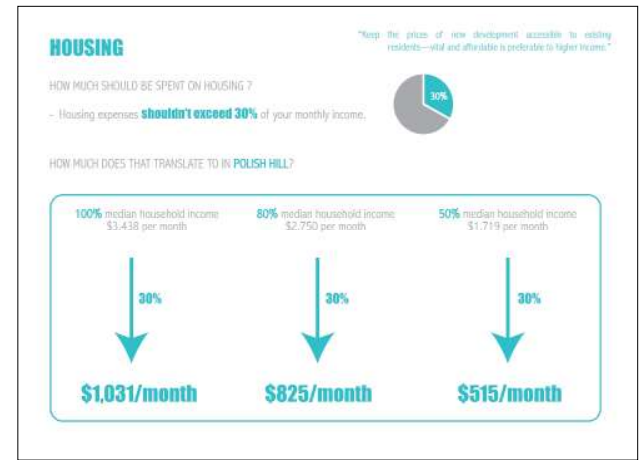 HOUSING
"Keep the prices of new development accessible to existing
residents—vital and affordable is preferable to higher income."
HOW MUCH SHOULD BE SPENT ON HOUSING ?
- Housing expenses shouldn't exceed 30% of your monthly income.
30%
HOW MUCH DOES THAT TRANSLATE TO IN POLISH HILL?
100% median household income
$3.438 per month
80% median household income
$2.750 per month
50% median household income
$1.719 per month
30%
30%
30%
$1,031/month
$825/month
$515/month